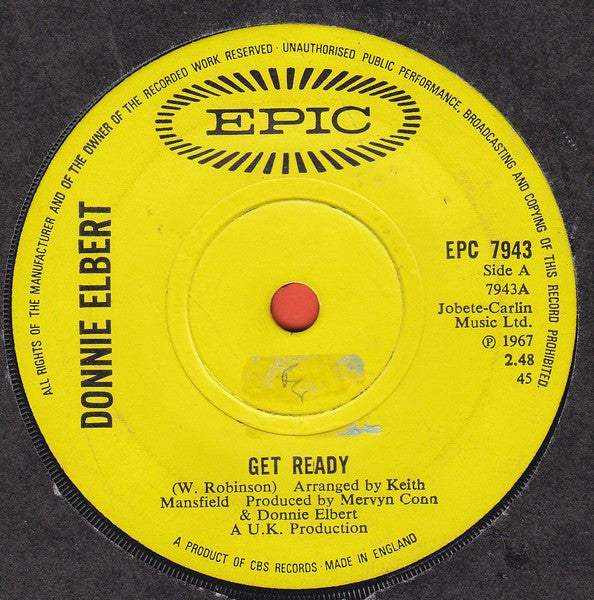 ALL RIGHTS OF THE MANUFACTURER AND OF THE OWNER OF THE RECORDED WORK RESERVED · UNAUTHORISED PUBLIC PERFORMANCE, BROADCASTING AND COPYING OF THIS RECORD PROHIBITED.
EPIC
DONNIE ELBERT
EPC 7943
Side A
7943A
Jobete-Carlin
Music Ltd.
℗ 1967
2.48
45
GET READY
(W. Robinson) Arranged by Keith
Mansfield Produced by Mervyn Conn
& Donnie Elbert
A U.K. Production
A PRODUCT OF CBS RECORDS · MADE IN ENGLAND